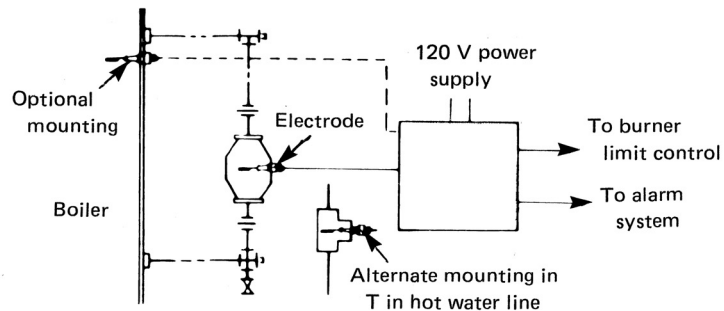 120 V power
supply
Optional
mounting
Electrode
To burner
limit control
Boiler
To alarm
system
Alternate mounting in
T in hot water line